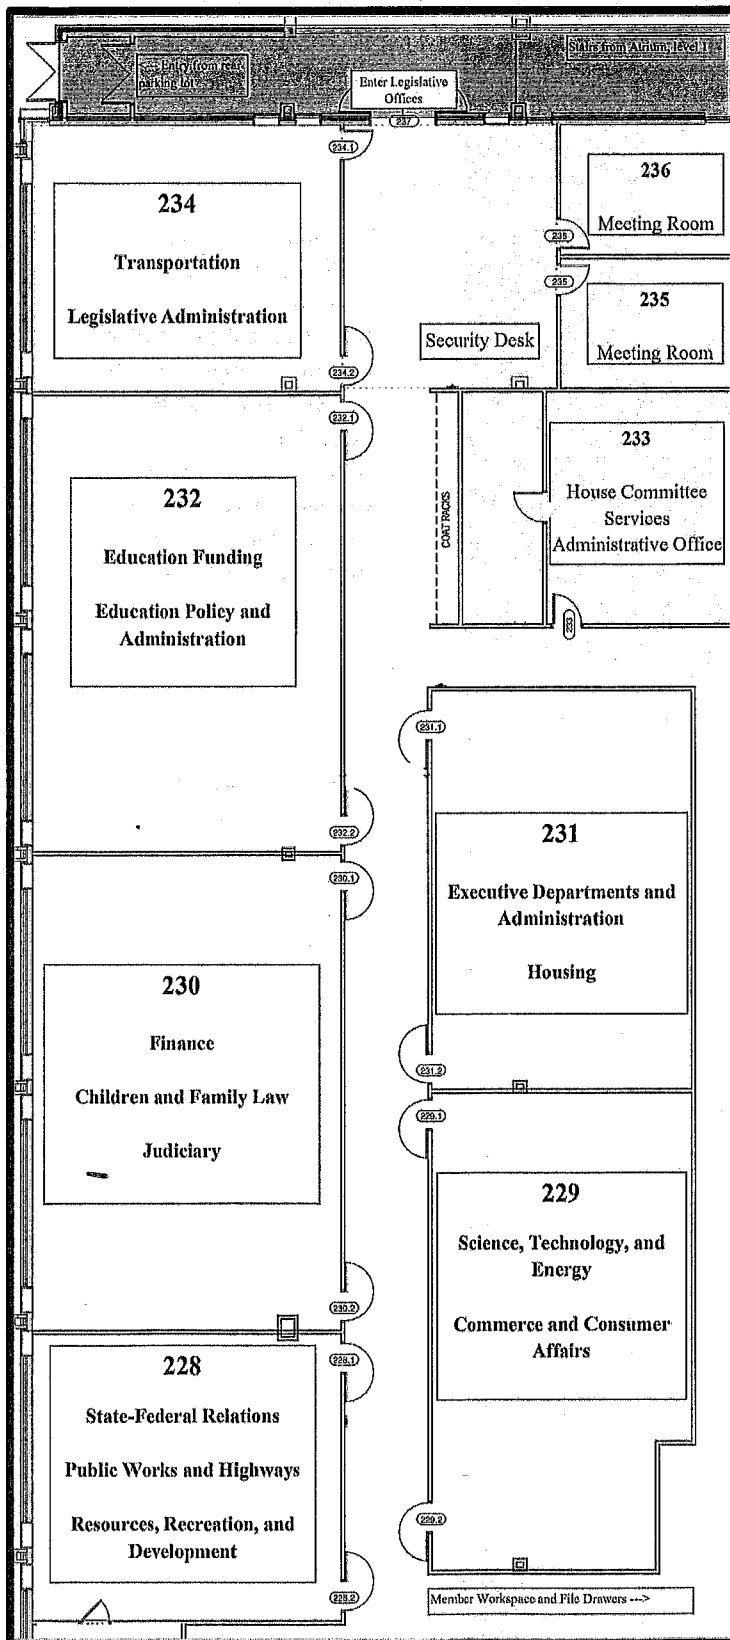 <--- Entry from rear
parking lot
Enter Legislative
Offices
Stairs from Atrium, level 1
237
234.1
234
Transportation
Legislative Administration
234.2
236
Meeting Room
236
235
235
Meeting Room
Security Desk
232.1
232
Education Funding
Education Policy and
Administration
232.2
COAT RACKS
233
House Committee
Services
Administrative Office
233
231.1
231
Executive Departments and
Administration
Housing
231.2
230.1
230
Finance
Children and Family Law
Judiciary
230.2
229.1
229
Science, Technology, and
Energy
Commerce and Consumer
Affairs
229.2
228.1
228
State-Federal Relations
Public Works and Highways
Resources, Recreation, and
Development
228.2
Member Workspace and File Drawers --->